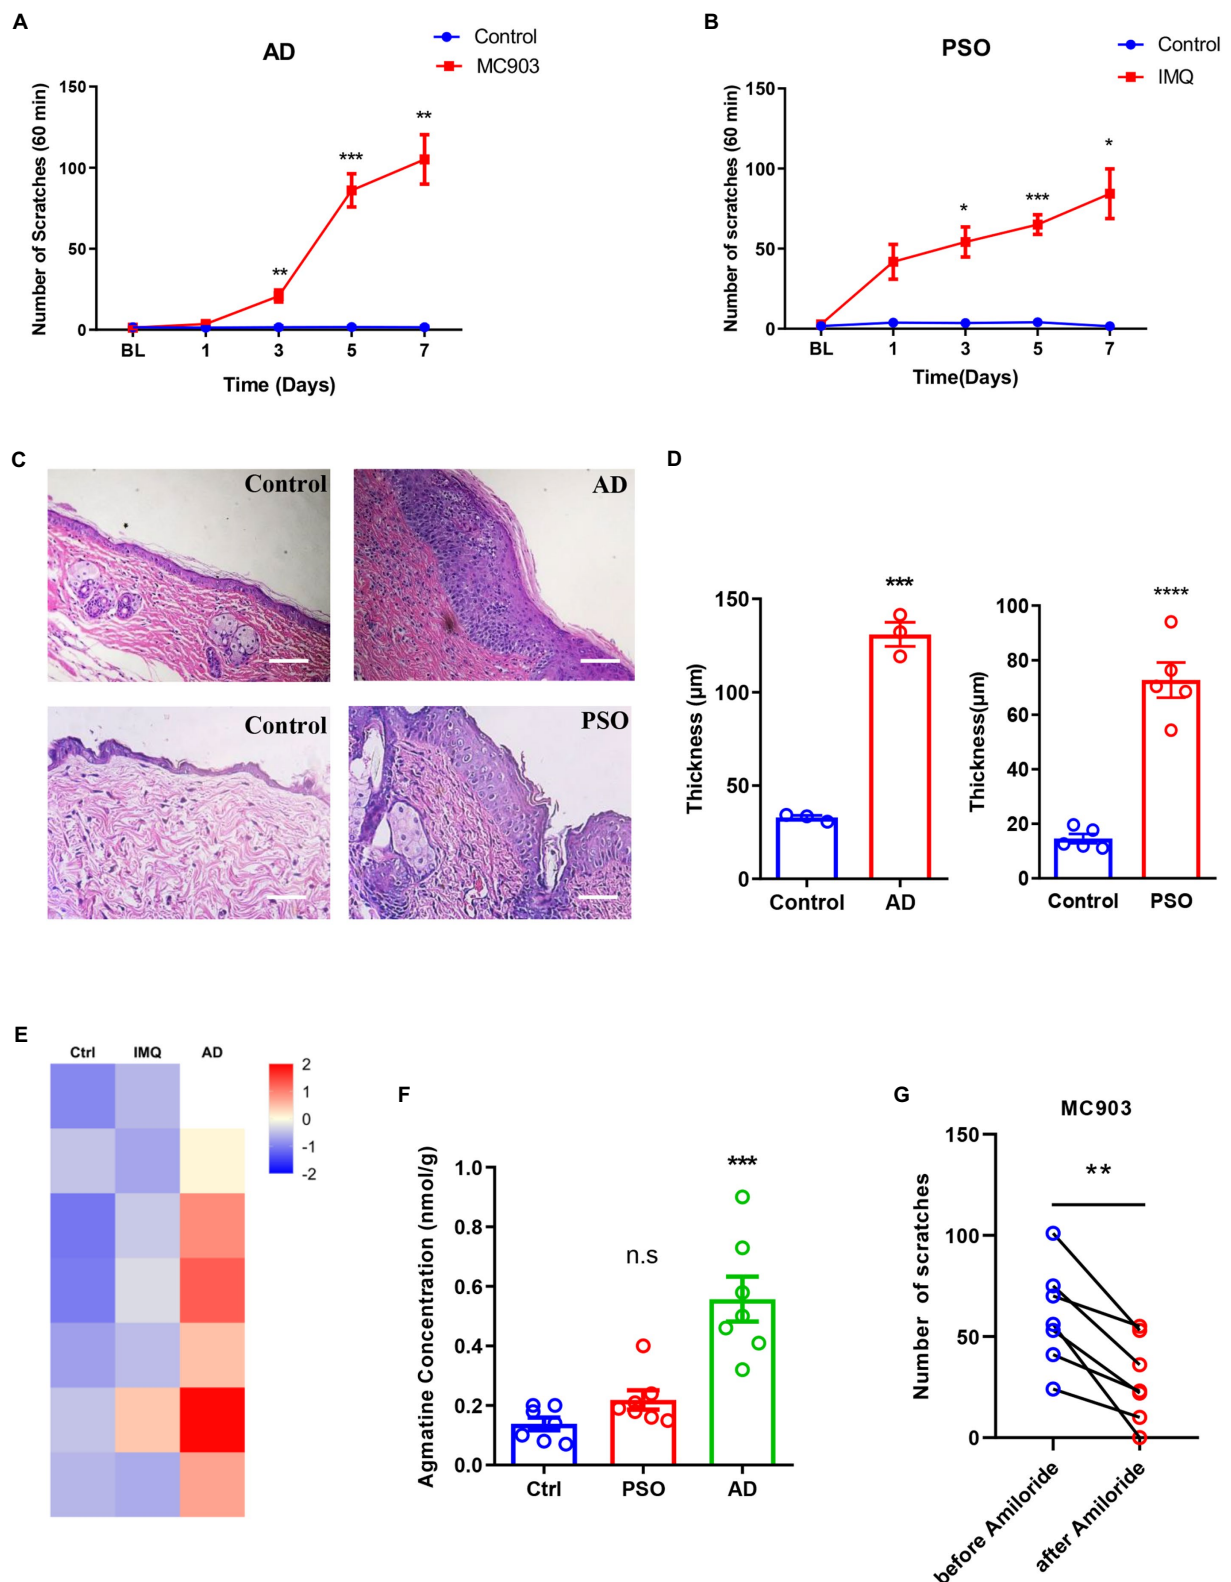 A
AD
Control
MC903
Number of Scratches (60 min)
150
100
50
0
**
***
**
BL 1 3 5 7
Time (Days)
B
PSO
Control
IMQ
Number of scratches (60 min)
150
100
50
0
*
***
*
BL 1 3 5 7
Time(Days)
C
Control
AD
Control
PSO
D
Thickness (μm)
150
100
50
0
***
Control AD
Thickness(μm)
100
80
60
40
20
0
****
Control PSO
E
Ctrl IMQ AD
2
1
0
-1
-2
F
Agmatine Concentration (nmol/g)
1.0
0.8
0.6
0.4
0.2
0.0
n.s
***
Ctrl PSO AD
G
MC903
Number of scratches
150
100
50
0
**
before Amiloride
after Amiloride